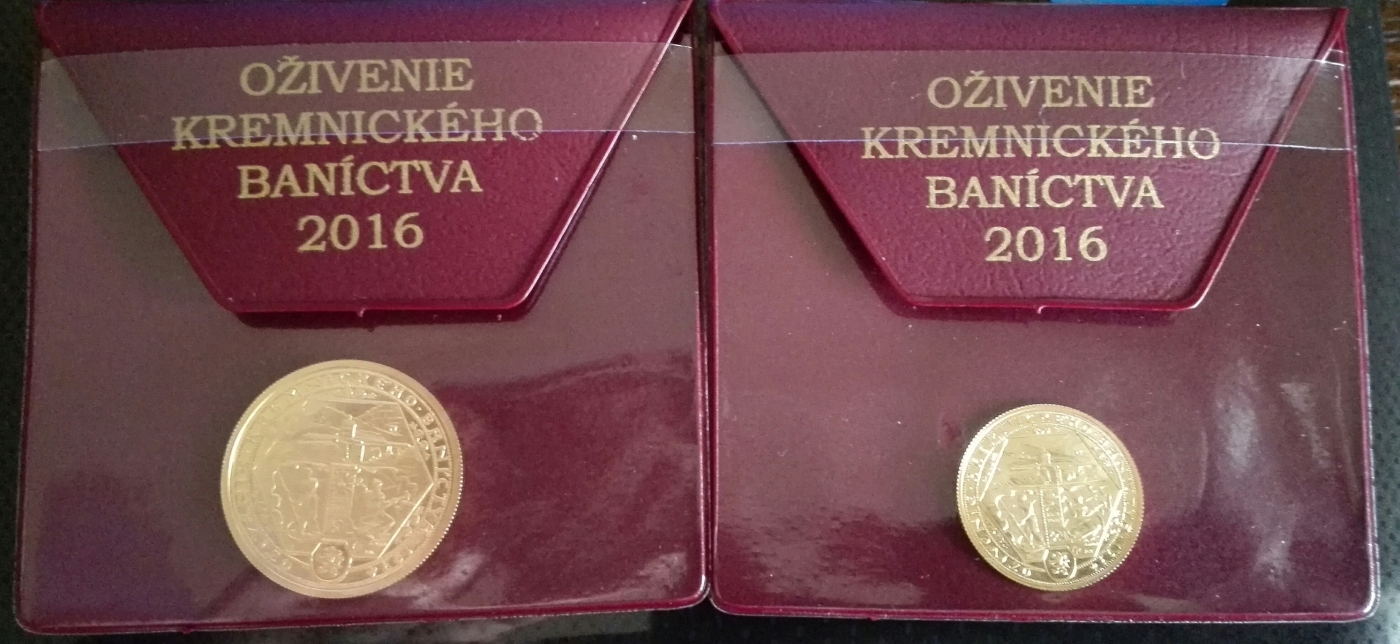 OŽIVENIE
KREMNICKÉHO
BANÍCTVA
2016
OŽIVENIE
KREMNICKÉHO
BANÍCTVA
2016